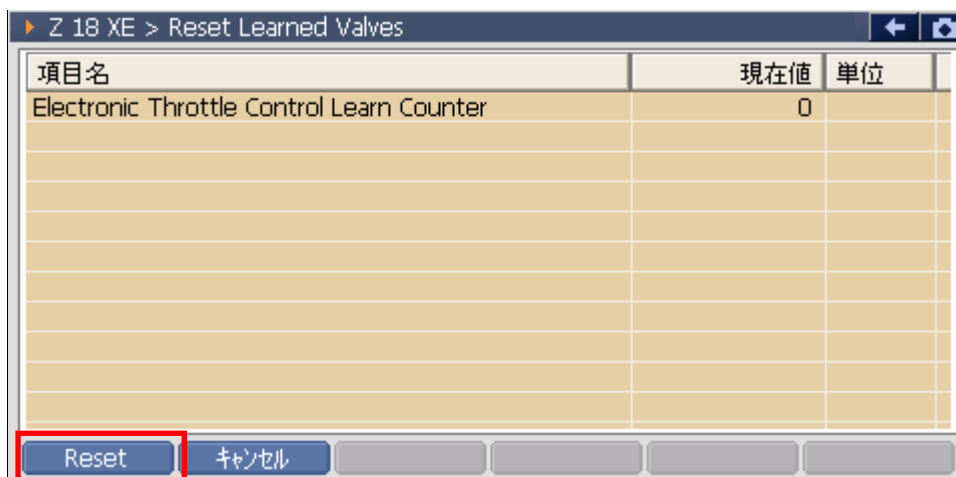 Z 18 XE > Reset Learned Valves
項目名 現在値 単位
Electronic Throttle Control Learn Counter 0
Reset キャンセル